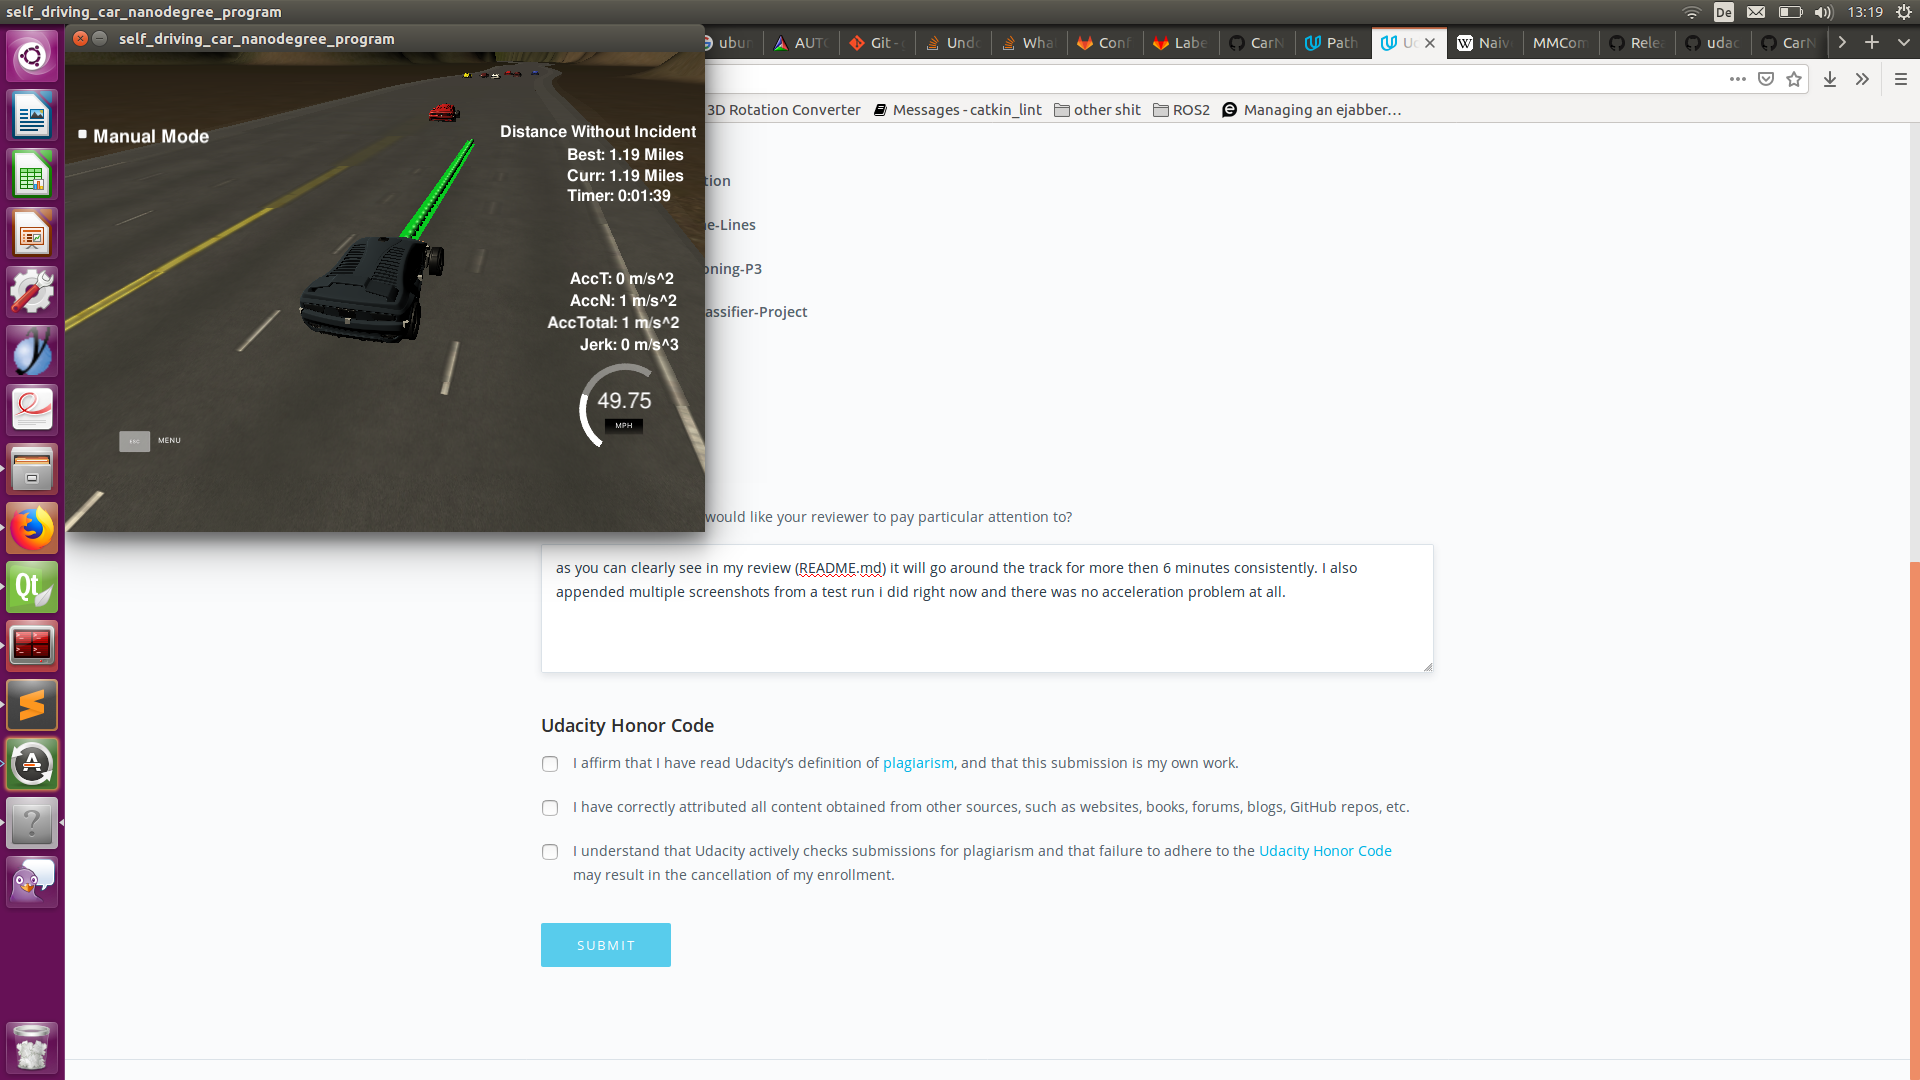 self_driving_car_nanodegree_program
De
13:19
self_driving_car_nanodegree_program
ubun
AUTO
Git -
Undo
What
Conf
Labe
CarN
Path
Ud
Naiv
MMCom
Rele
udac
CarN
3D Rotation Converter
Messages - catkin_lint
other shit
ROS2
Managing an ejabber...
Manual Mode
Distance Without Incident
Best: 1.19 Miles
Curr: 1.19 Miles
Timer: 0:01:39
AccT: 0 m/s^2
AccN: 1 m/s^2
AccTotal: 1 m/s^2
Jerk: 0 m/s^3
49.75
MPH
ESC
MENU
tion
e-Lines
oning-P3
assifier-Project
would like your reviewer to pay particular attention to?
as you can clearly see in my review (README.md) it will go around the track for more then 6 minutes consistently. I also
appended multiple screenshots from a test run i did right now and there was no acceleration problem at all.
Udacity Honor Code
I affirm that I have read Udacity’s definition of plagiarism, and that this submission is my own work.
I have correctly attributed all content obtained from other sources, such as websites, books, forums, blogs, GitHub repos, etc.
I understand that Udacity actively checks submissions for plagiarism and that failure to adhere to the Udacity Honor Code
may result in the cancellation of my enrollment.
SUBMIT